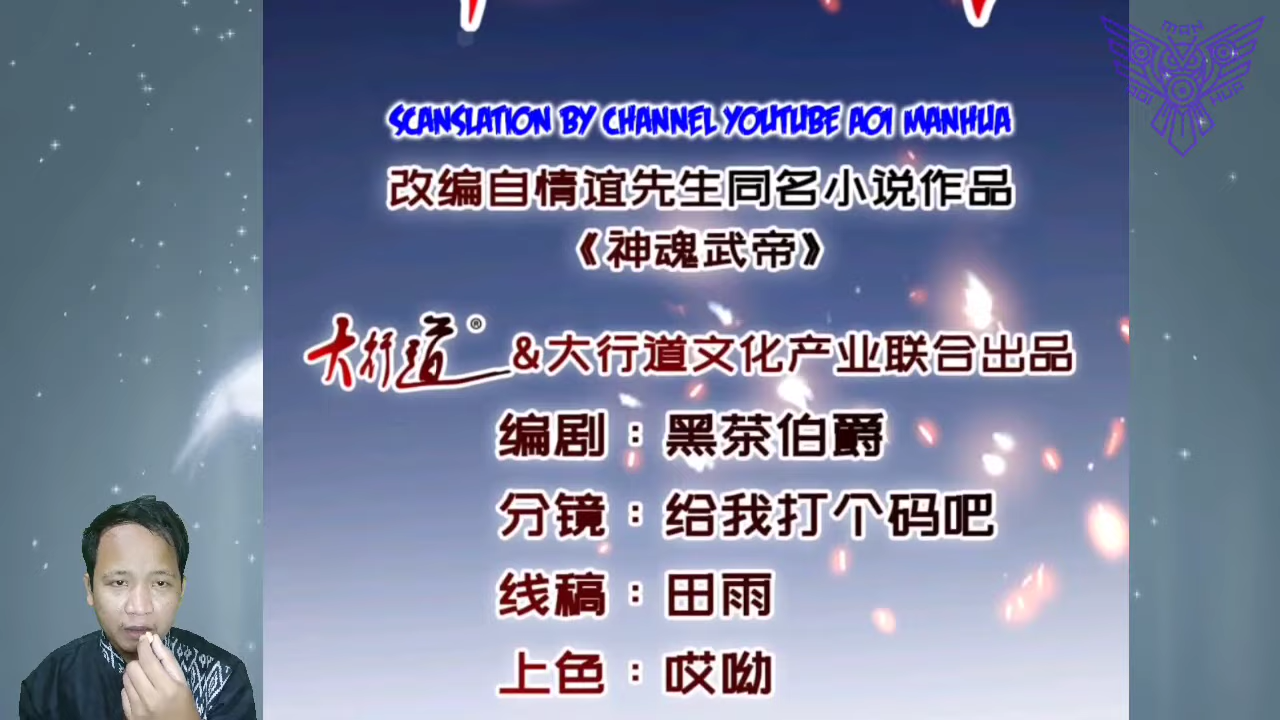 SCANSLATION BY CHANNEL YOUTUBE AOI MANHUA
改编自情谊先生同名小说作品
《神魂武帝》
大行道® &大行道文化产业联合出品
编剧：黑茶伯爵
分镜：给我打个码吧
线稿：田雨
上色：哎呦